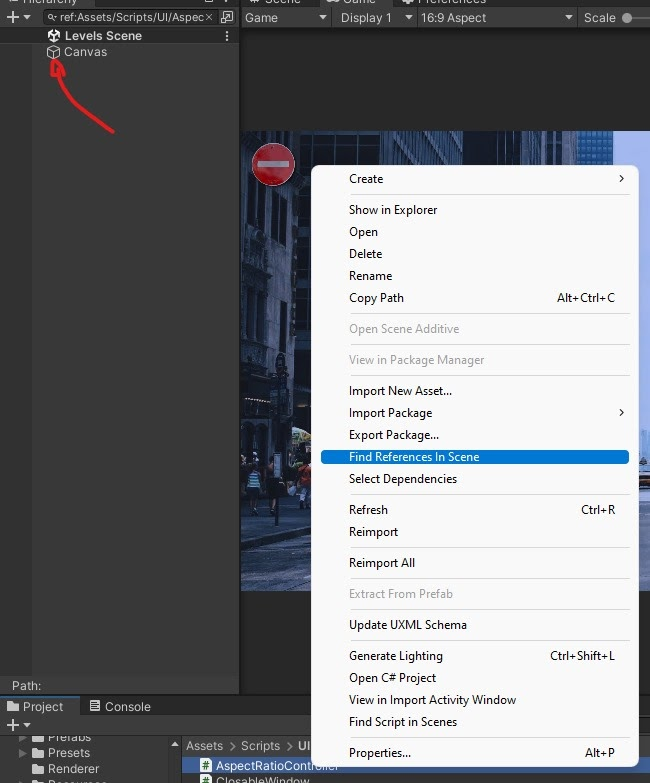 Hierarchy
Scene
Game
Preferences
ref:Assets/Scripts/UI/Aspec
Game
Display 1
16:9 Aspect
Scale
Levels Scene
Canvas
Create
Show in Explorer
Open
Delete
Rename
Copy Path Alt+Ctrl+C
Open Scene Additive
View in Package Manager
Import New Asset...
Import Package
Export Package...
Find References In Scene
Select Dependencies
Refresh Ctrl+R
Reimport
Reimport All
Extract From Prefab
Update UXML Schema
Generate Lighting Ctrl+Shift+L
Open C# Project
View in Import Activity Window
Find Script in Scenes
Properties... Alt+P
Path:
Project
Console
Prefabs
Presets
Renderer
Resources
Assets
Scripts
UI
AspectRatioController
ClosableWindow